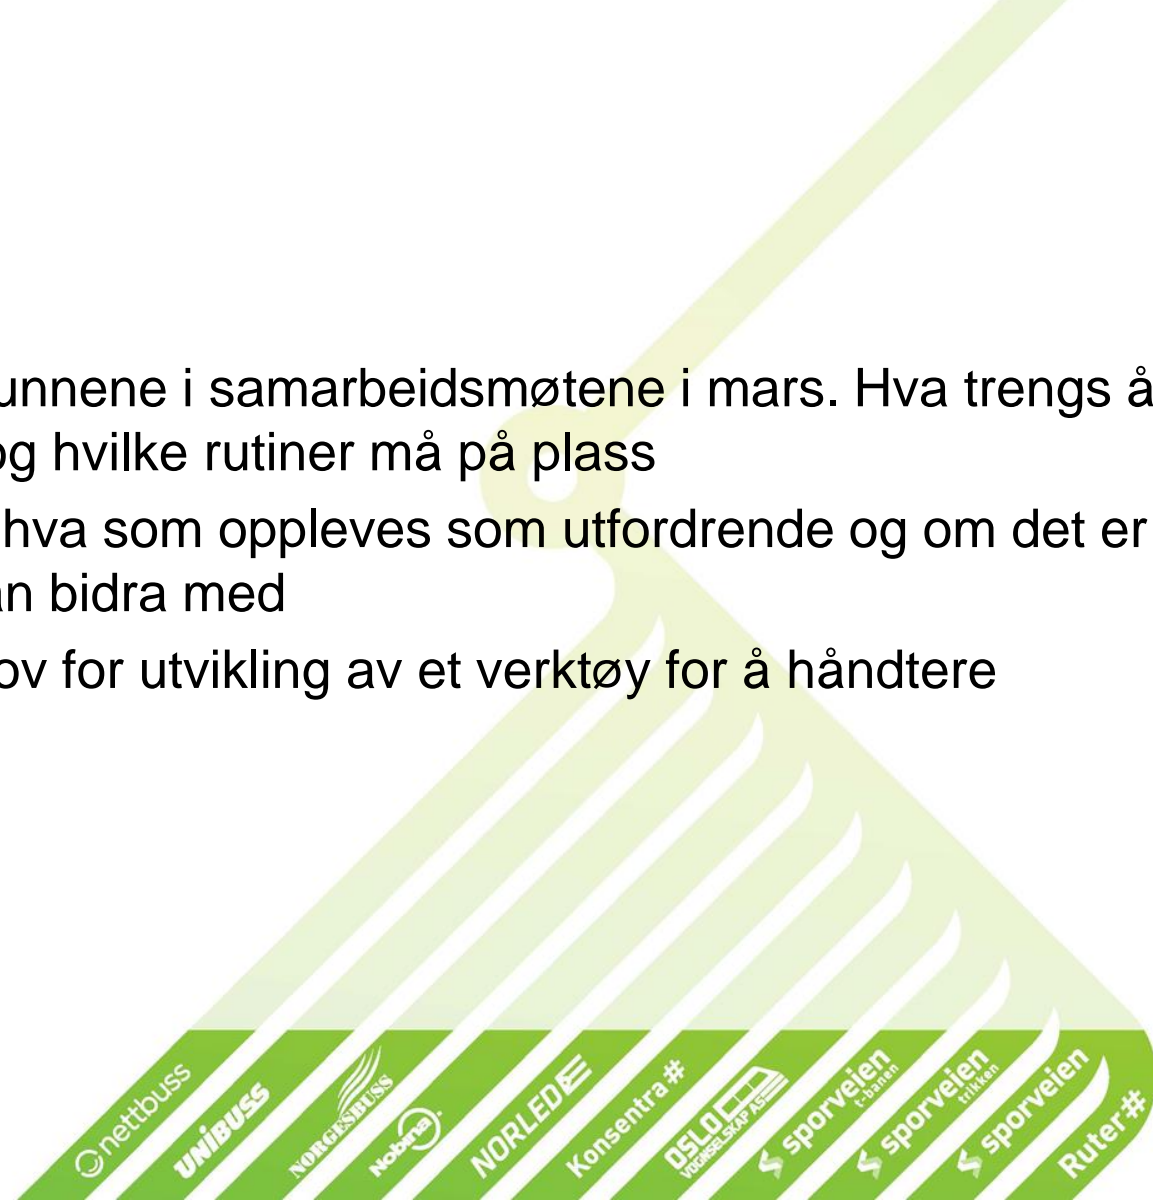 unnene i samarbeidsmøtene i mars. Hva trengs å
og hvilke rutiner må på plass
hva som oppleves som utfordrende og om det er
an bidra med
ov for utvikling av et verktøy for å håndtere
nettbuss
UNIBUSS
NORGESBUSS
Nobina
NORLED
Konsentra#
OSLO
VOGNSELSKAP AS
sporveien
t-banen
sporveien
trikken
sporveien
Ruter#